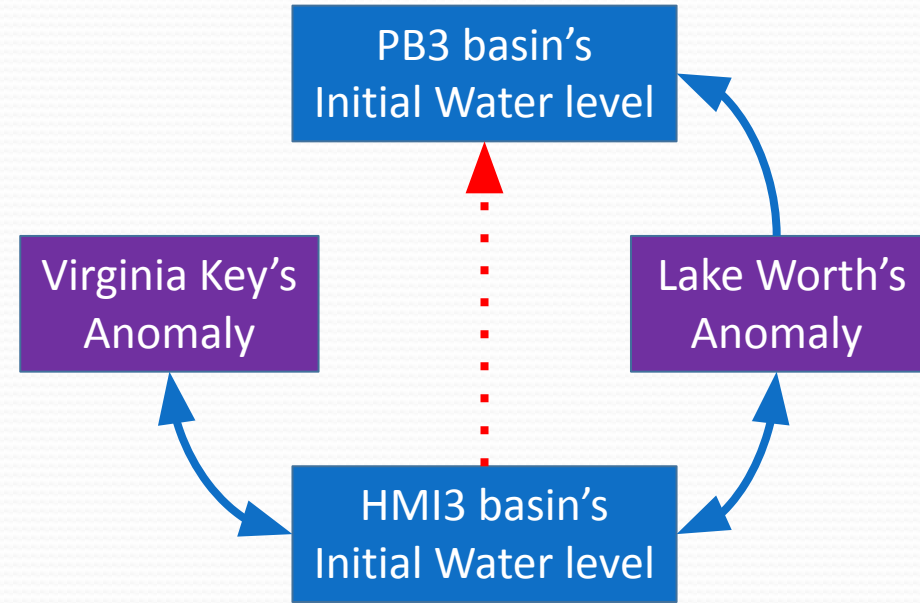 PB3 basin's
Initial Water level
Virginia Key's
Anomaly
Lake Worth's
Anomaly
HMI3 basin's
Initial Water level